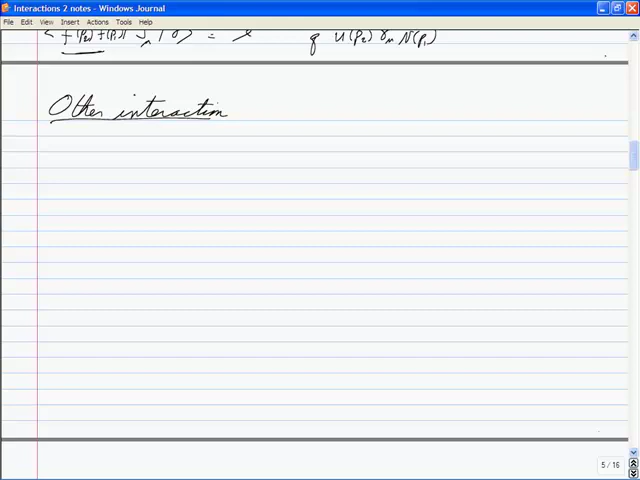 Interactions 2 notes - Windows Journal
File Edit View Insert Actions Tools Help
Other interaction
5 / 16